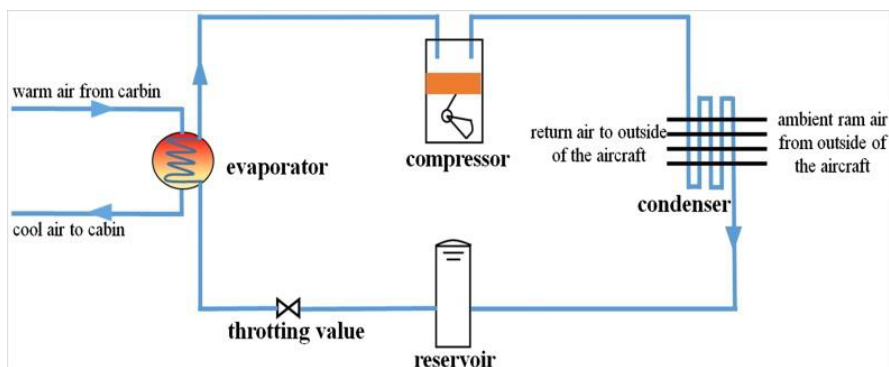 warm air from carbin
evaporator
cool air to cabin
compressor
return air to outside
of the aircraft
ambient ram air
from outside of
the aircraft
condenser
throtting value
reservoir